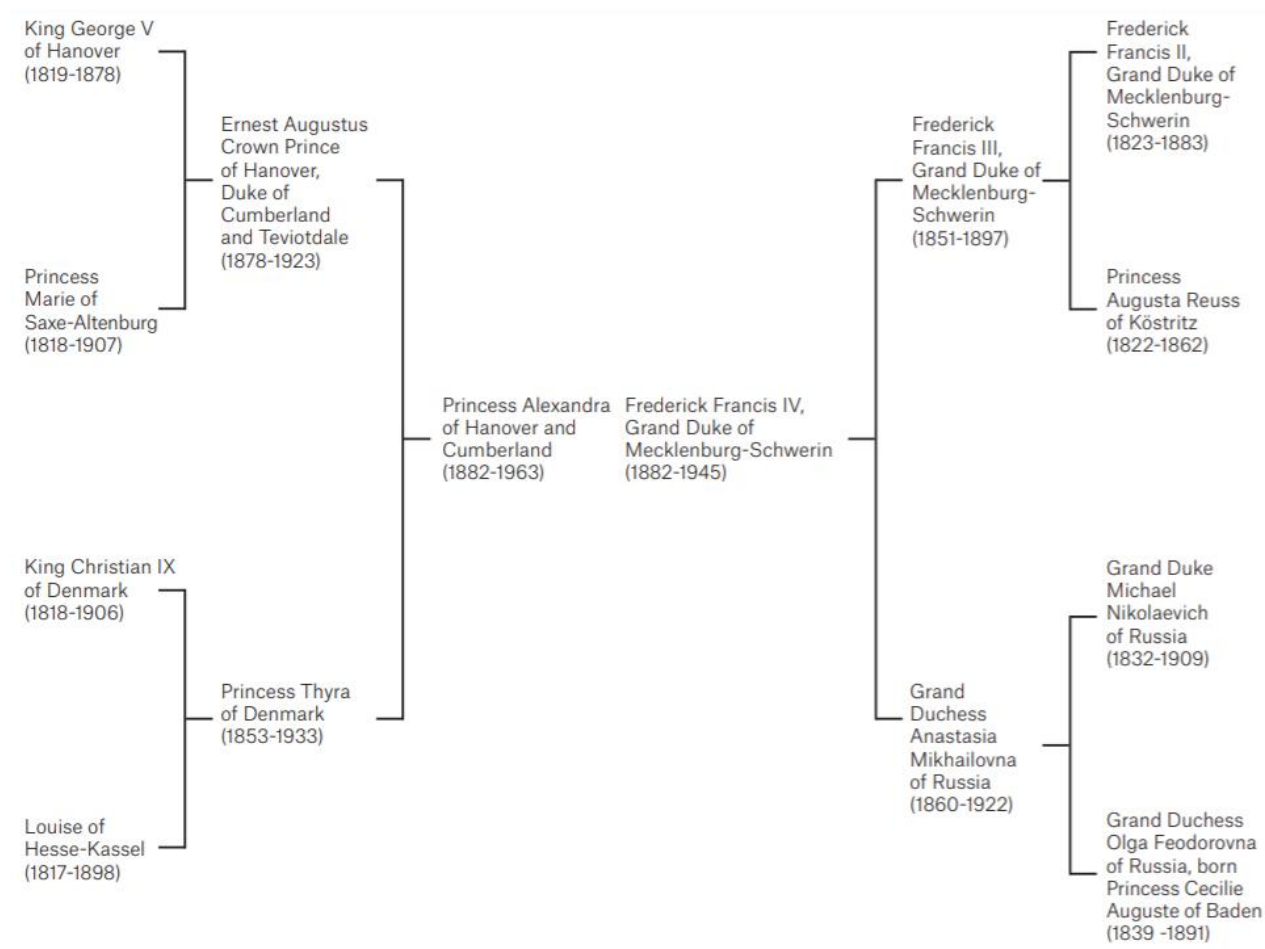 King George V
of Hanover
(1819-1878)
Princess
Marie of
Saxe-Altenburg
(1818-1907)
King Christian IX
of Denmark
(1818-1906)
Louise of
Hesse-Kassel
(1817-1898)
Ernest Augustus
Crown Prince
of Hanover,
Duke of
Cumberland
and Teviotdale
(1878-1923)
Princess Thyra
of Denmark
(1853-1933)
Princess Alexandra
of Hanover and
Cumberland
(1882-1963)
Frederick Francis IV,
Grand Duke of
Mecklenburg-Schwerin
(1882-1945)
Frederick
Francis III,
Grand Duke of
Mecklenburg-
Schwerin
(1851-1897)
Grand
Duchess
Anastasia
Mikhailovna
of Russia
(1860-1922)
Frederick
Francis II,
Grand Duke of
Mecklenburg-
Schwerin
(1823-1883)
Princess
Augusta Reuss
of Köstritz
(1822-1862)
Grand Duke
Michael
Nikolaevich
of Russia
(1832-1909)
Grand Duchess
Olga Feodorovna
of Russia, born
Princess Cecilie
Auguste of Baden
(1839 -1891)